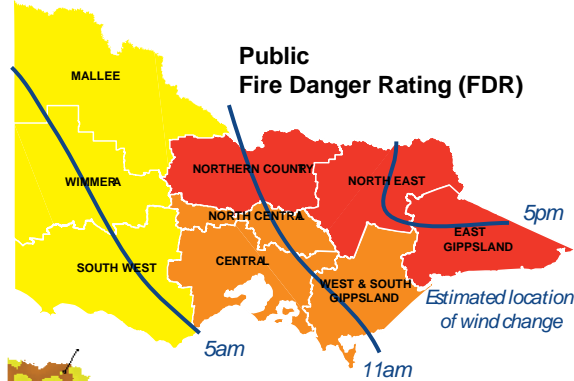 Public
Fire Danger Rating (FDR)
MALLEE
NORTHERN COUNTRY
WIMMERA
NORTH EAST
NORTH CENTRAL
5pm
EAST
GIPPSLAND
CENTRAL
SOUTH WEST
WEST & SOUTH
GIPPSLAND
Estimated location
of wind change
5am
11am